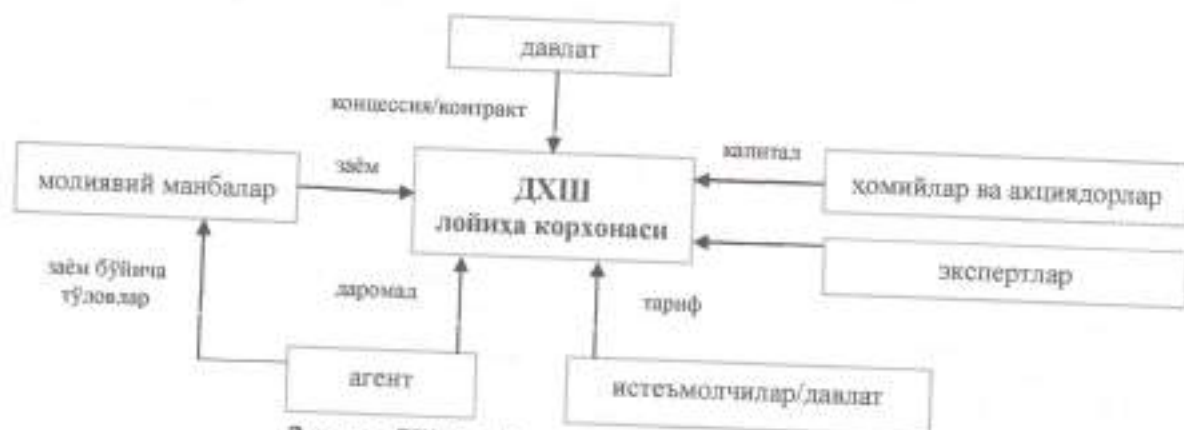 давлат
концессия/контракт
заём
капитал
молиявий манбалар
ДХШ
лойиҳа корхонаси
ҳомийлар ва акциядорлар
экспертлар
заём бўйича
тўловлар
даромад
тариф
агент
истеъмолчилар/давлат